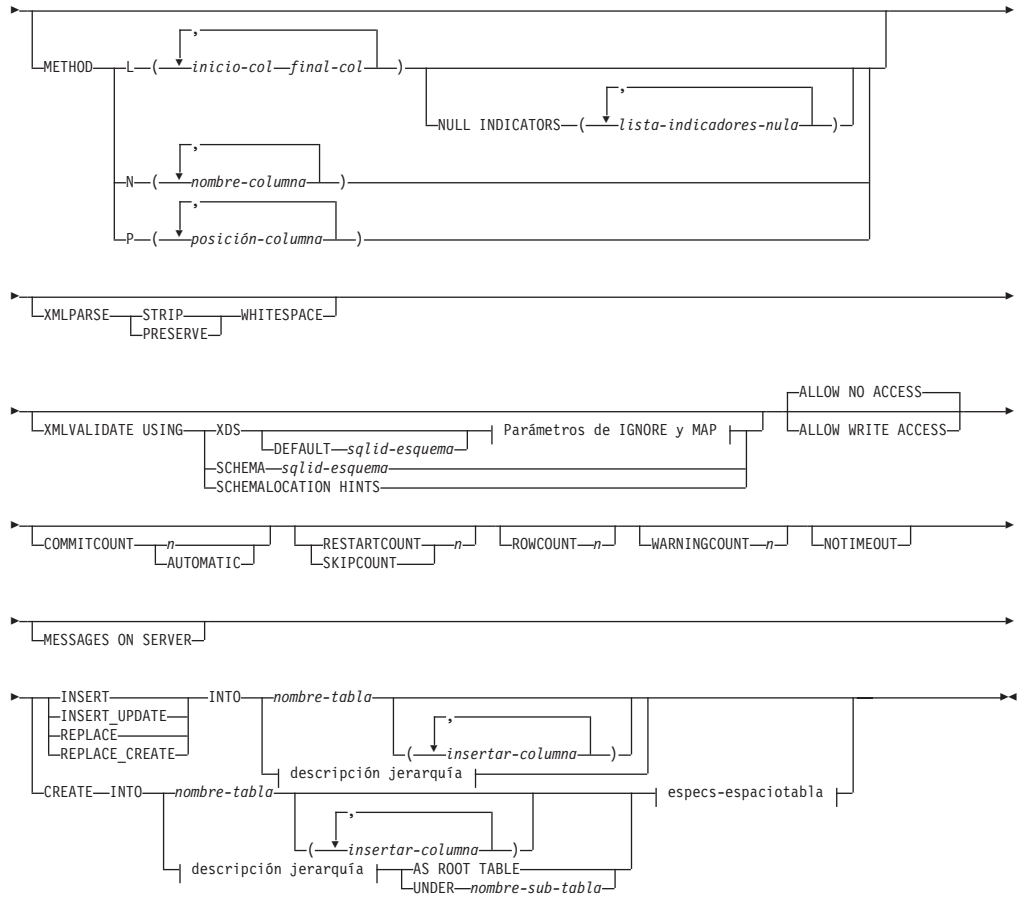 ,
METHOD L ( inicio-col final-col )
,
NULL INDICATORS ( lista-indicadores-nula )
,
N ( nombre-columna )
,
P ( posición-columna )
XMLPARSE STRIP WHITESPACE
PRESERVE
ALLOW NO ACCESS
XMLVALIDATE USING XDS Parámetros de IGNORE y MAP ALLOW WRITE ACCESS
DEFAULT sqlid-esquema
SCHEMA sqlid-esquema
SCHEMALOCATION HINTS
COMMITCOUNT n RESTARTCOUNT n ROWCOUNT n WARNINGCOUNT n NOTIMEOUT
AUTOMATIC SKIPCOUNT
MESSAGES ON SERVER
INSERT INTO nombre-tabla
INSERT_UPDATE ,
REPLACE
REPLACE_CREATE ( insertar-columna )
descripción jerarquía
CREATE INTO nombre-tabla especs-espaciotabla
,
( insertar-columna )
descripción jerarquía AS ROOT TABLE
UNDER nombre-sub-tabla